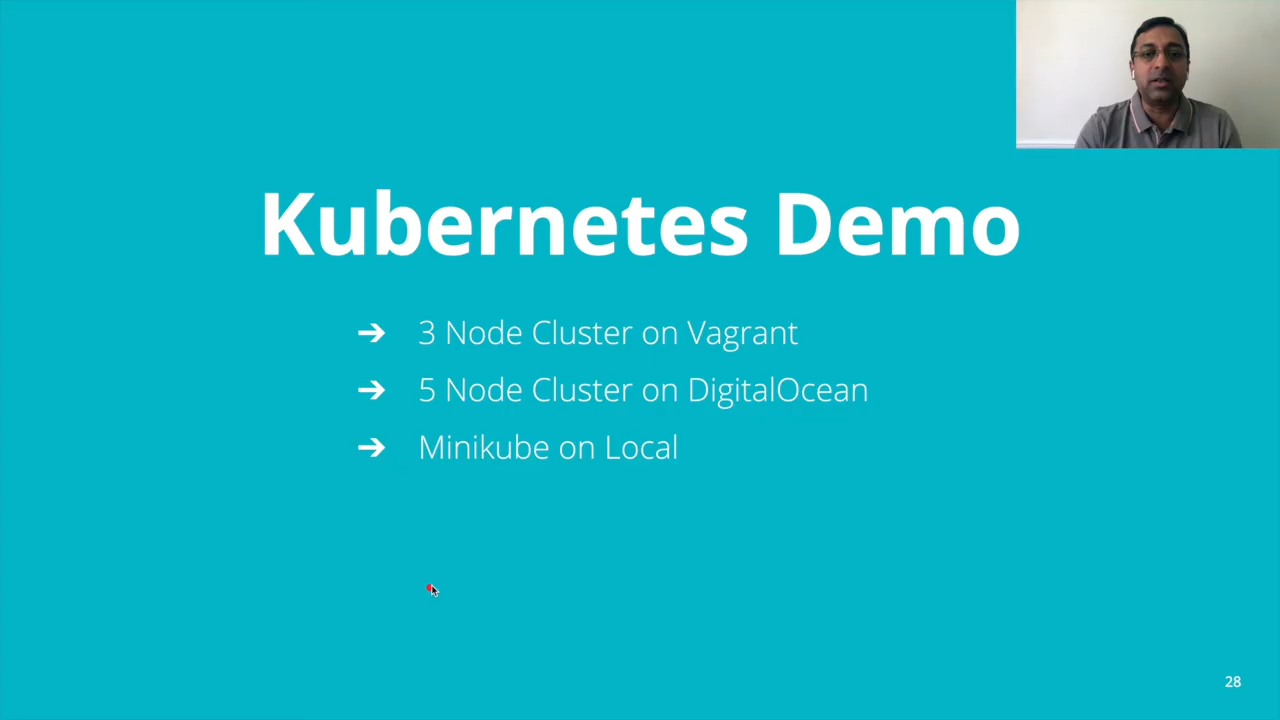 Kubernetes Demo
➔ 3 Node Cluster on Vagrant
➔ 5 Node Cluster on DigitalOcean
➔ Minikube on Local
28